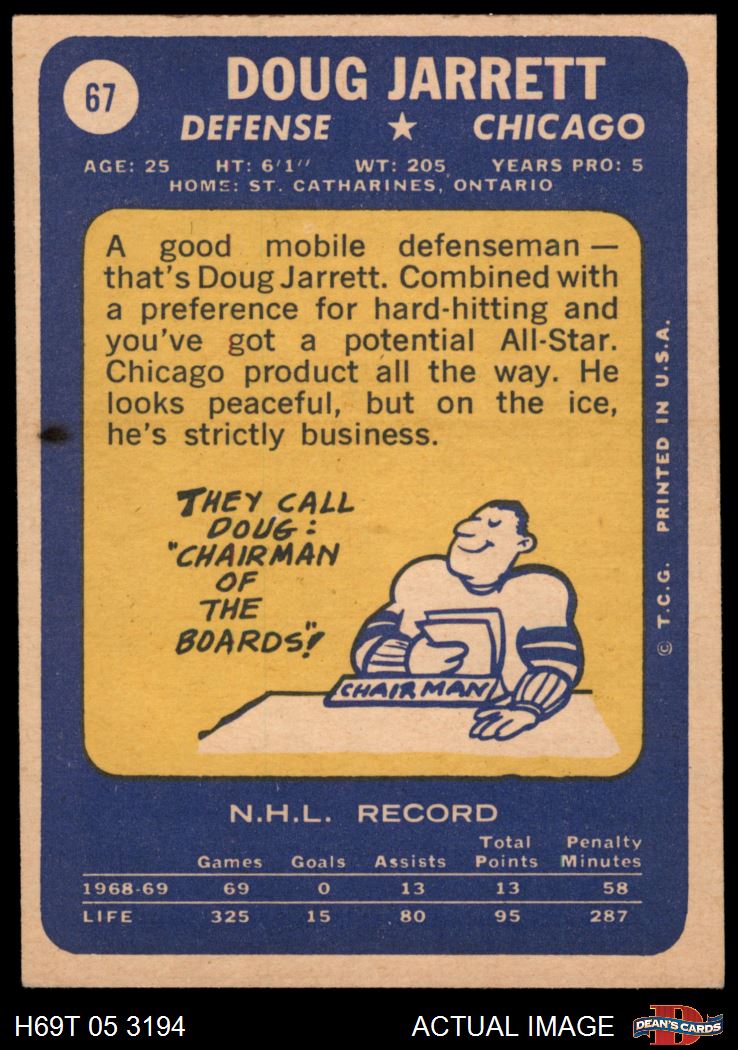 67
DOUG JARRETT
DEFENSE ★ CHICAGO
AGE: 25 HT: 6'1'' WT: 205 YEARS PRO: 5
HOME: ST. CATHARINES, ONTARIO
A good mobile defenseman —
that's Doug Jarrett. Combined with
a preference for hard-hitting and
you've got a potential All-Star.
Chicago product all the way. He
looks peaceful, but on the ice,
he's strictly business.
THEY CALL
DOUG:
"CHAIRMAN
OF
THE
BOARDS"!
CHAIRMAN
© T.C.G. PRINTED IN U.S.A.
N.H.L. RECORD
Games Goals Assists Total Points Penalty Minutes
1968-69 69 0 13 13 58
LIFE 325 15 80 95 287
H69T 05 3194 ACTUAL IMAGE DEAN'S CARDS